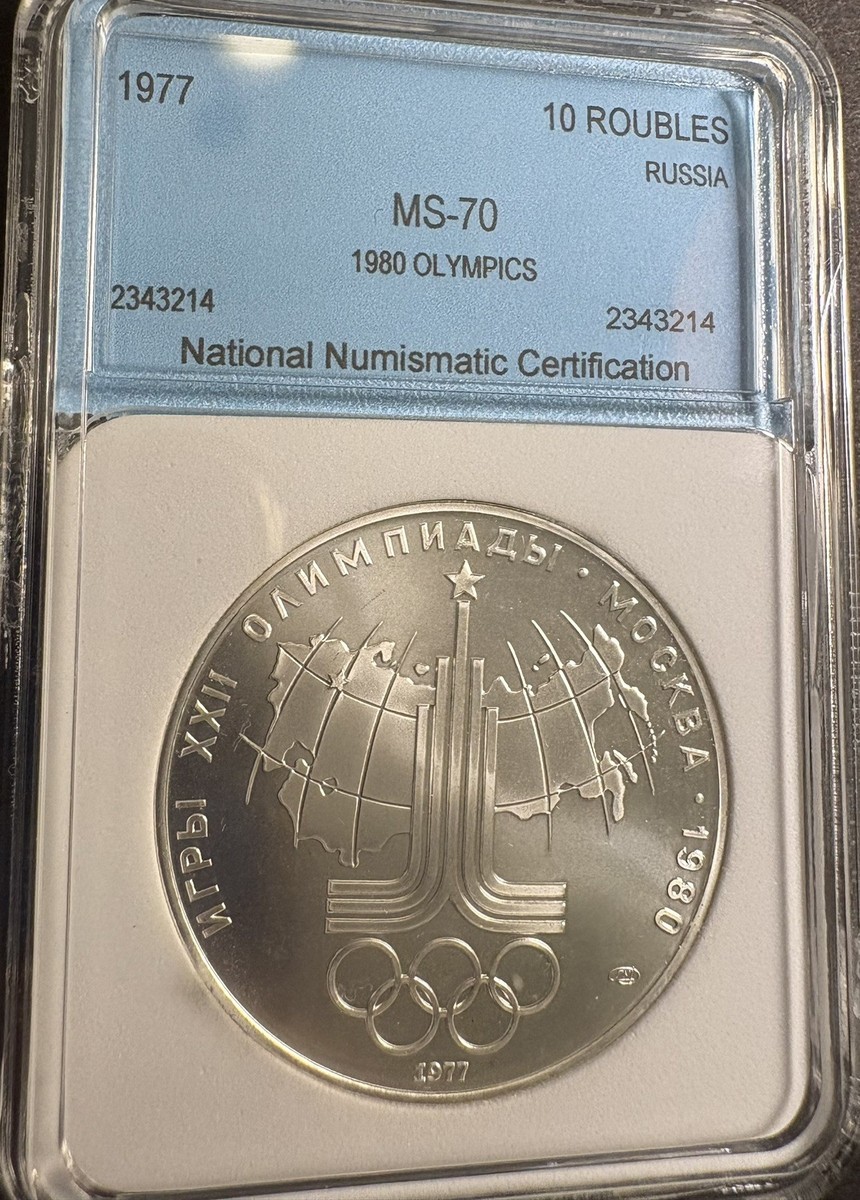 1977
10 ROUBLES
RUSSIA
MS-70
1980 OLYMPICS
2343214
2343214
National Numismatic Certification
ИГРЫ XXII ОЛИМПИАДЫ · МОСКВА · 1980
1977